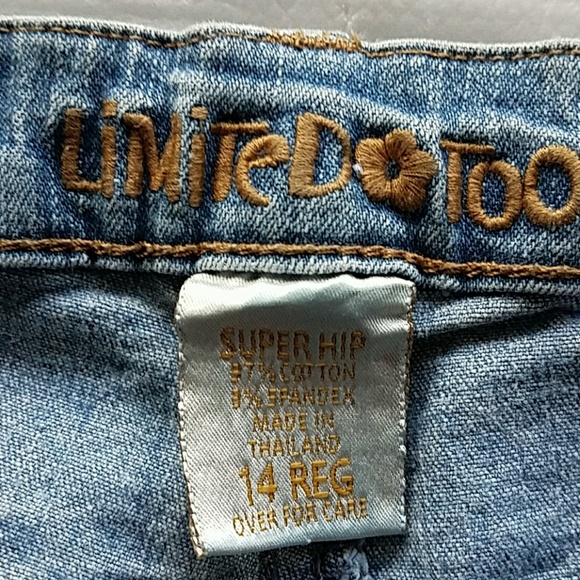 LiMiTeD TOO
SUPER HIP
97% COTTON
3% SPANDEX
MADE IN
THAILAND
14 REG
OVER FOR CARE